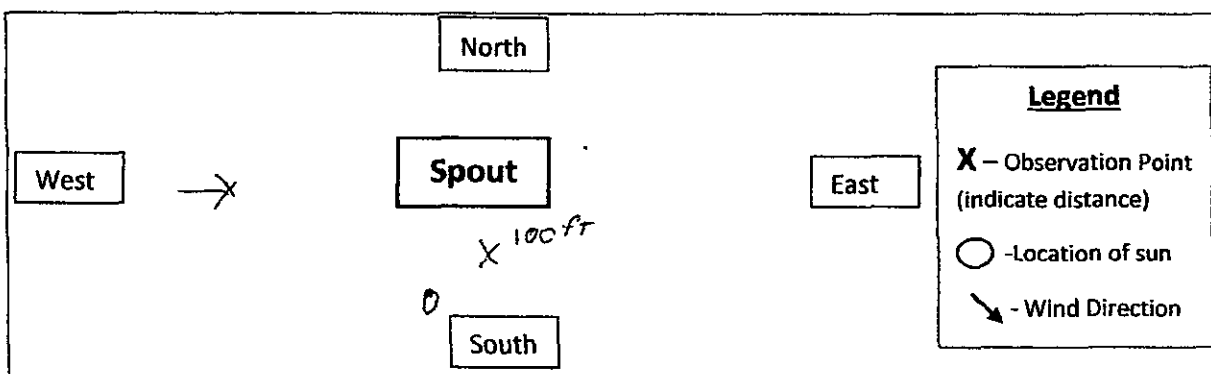 North
Legend
West
Spout
East
X – Observation Point
(indicate distance)
X 100 ft
-Location of sun
South
- Wind Direction